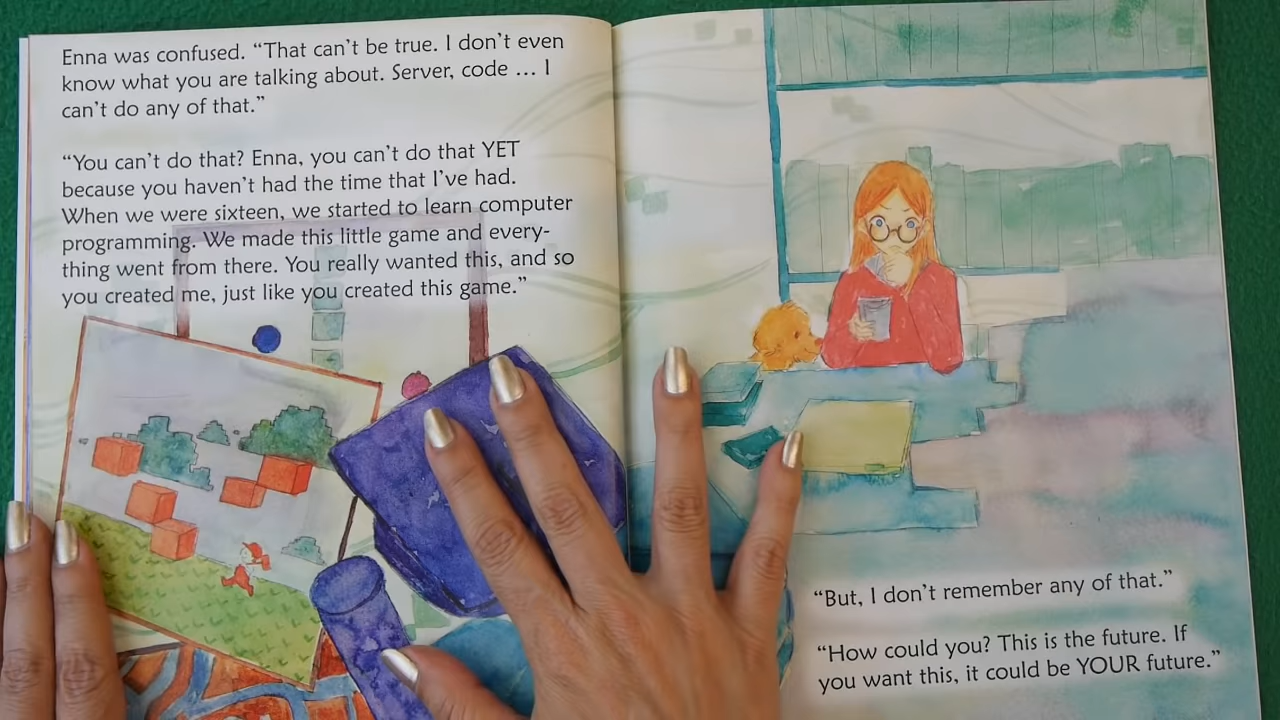 Enna was confused. “That can’t be true. I don’t even
know what you are talking about. Server, code ... I
can’t do any of that.”
“You can’t do that? Enna, you can’t do that YET
because you haven’t had the time that I’ve had.
When we were sixteen, we started to learn computer
programming. We made this little game and every-
thing went from there. You really wanted this, and so
you created me, just like you created this game.”
“But, I don’t remember any of that.”
“How could you? This is the future. If
you want this, it could be YOUR future.”